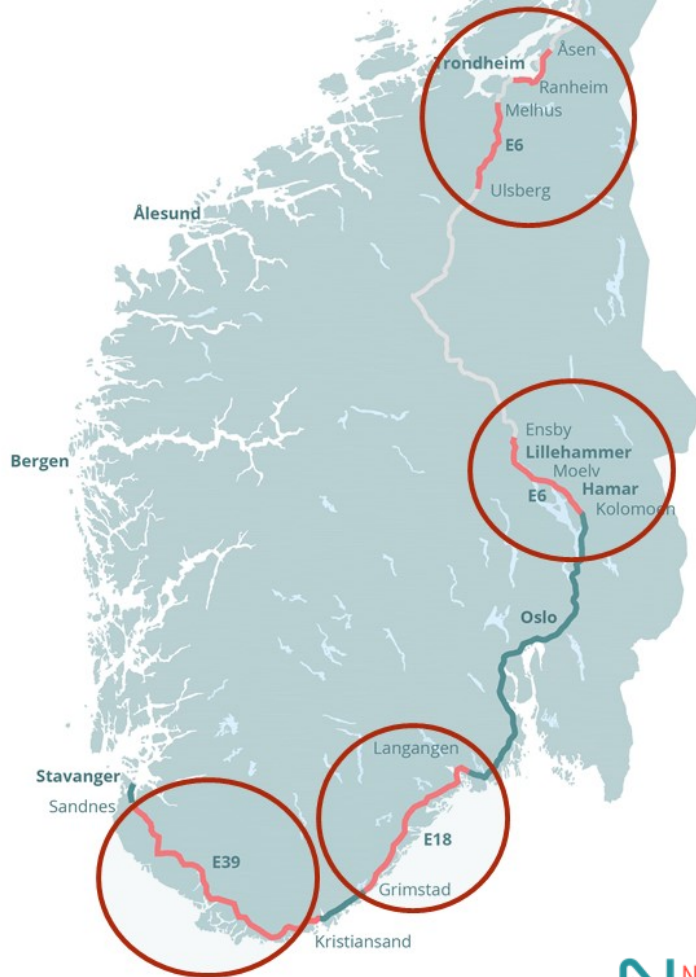 Åsen
Trondheim
Ranheim
Melhus
E6
Ulsberg
Ålesund
Ensby
Lillehammer
Moelv
Bergen
Hamar
E6
Kolomoen
Oslo
Langangen
Stavanger
Sandnes
E18
E39
Grimstad
Kristiansand